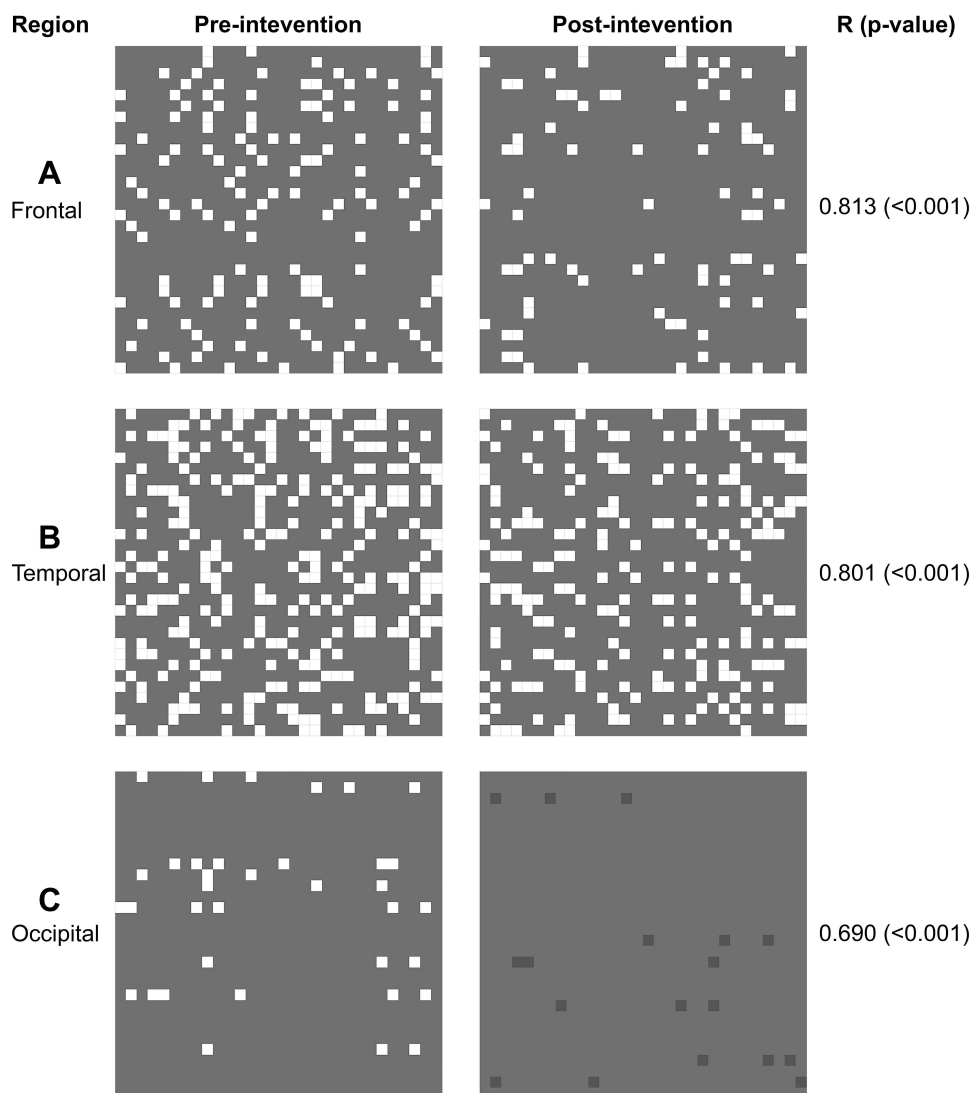 Region Pre-intevention Post-intevention R (p-value)
A
Frontal 0.813 (<0.001)
B
Temporal 0.801 (<0.001)
C
Occipital 0.690 (<0.001)